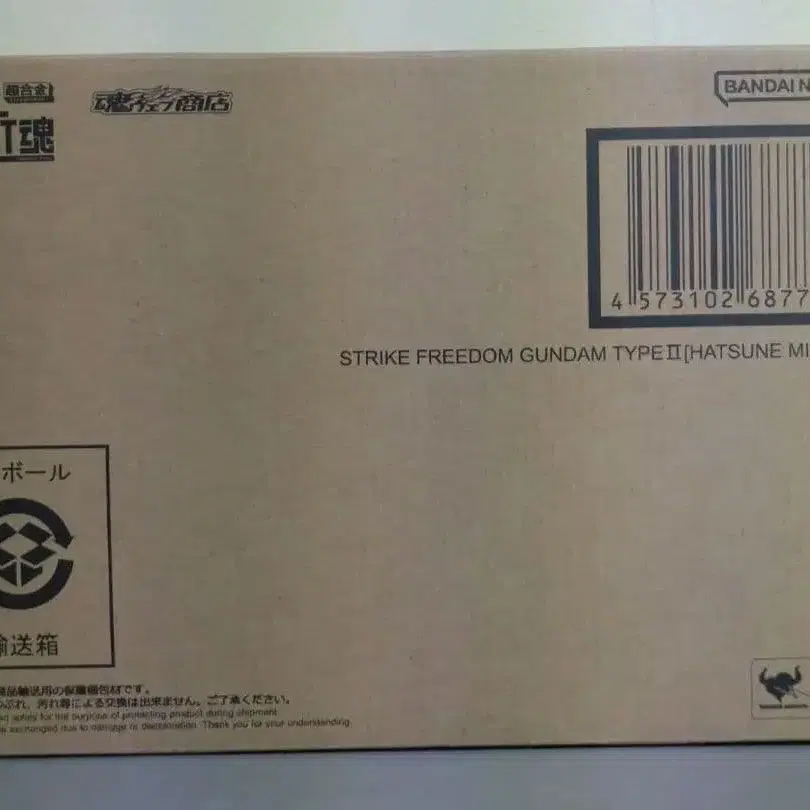 超合金
T魂
魂ウェブ商店
BANDAI N
4 573102 6877
STRIKE FREEDOM GUNDAM TYPEⅡ[HATSUNE MI
ボール
輸送箱
品輸送用の保護梱包材です。
つぶれ、汚れ等による交換は出来ません。ご了承ください。
solely for the purpose of protecting product during shipment.
exchanged due to damage or deterioration. Thank you for your understanding.